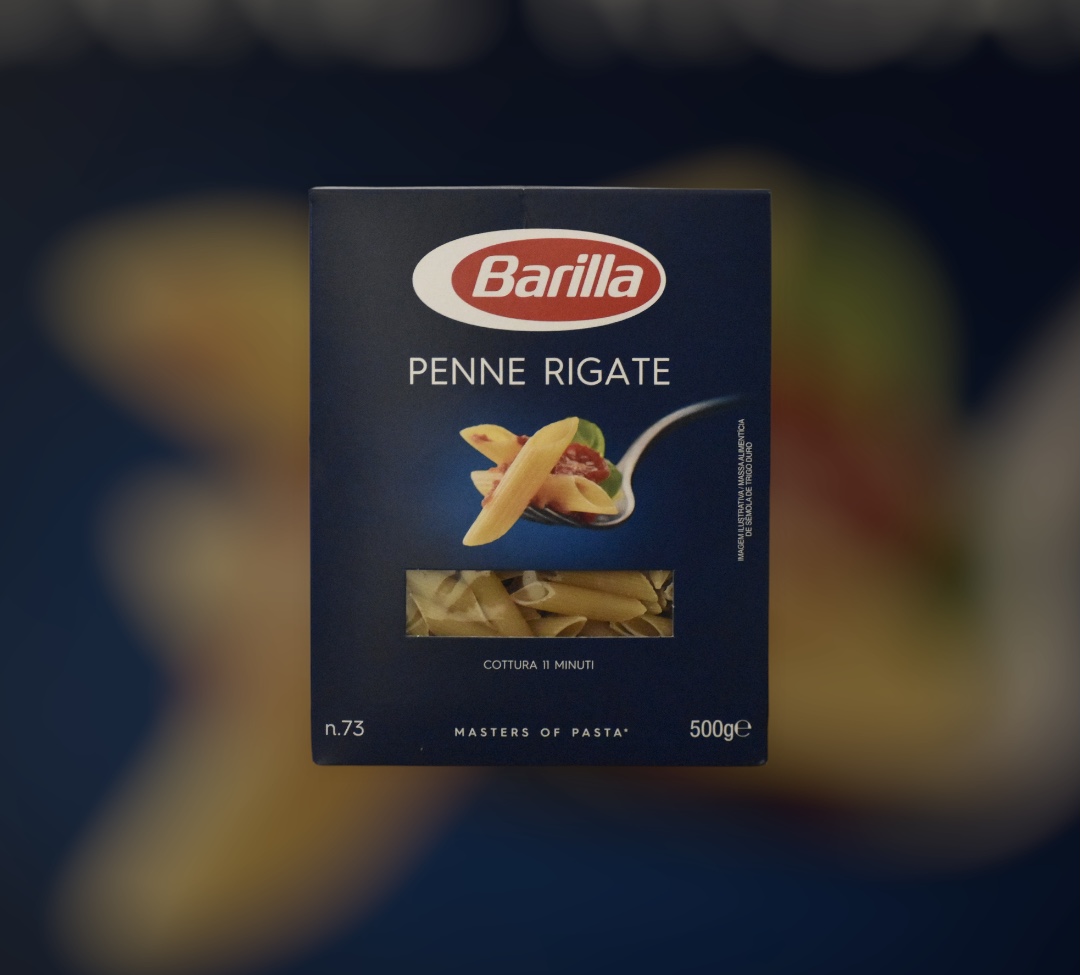 Barilla
PENNE RIGATE
IMAGEM ILUSTRATIVA / MASSA ALIMENTÍCIA
DE SÊMOLA DE TRIGO DURO
COTTURA 11 MINUTI
n.73
MASTERS OF PASTA*
500g℮